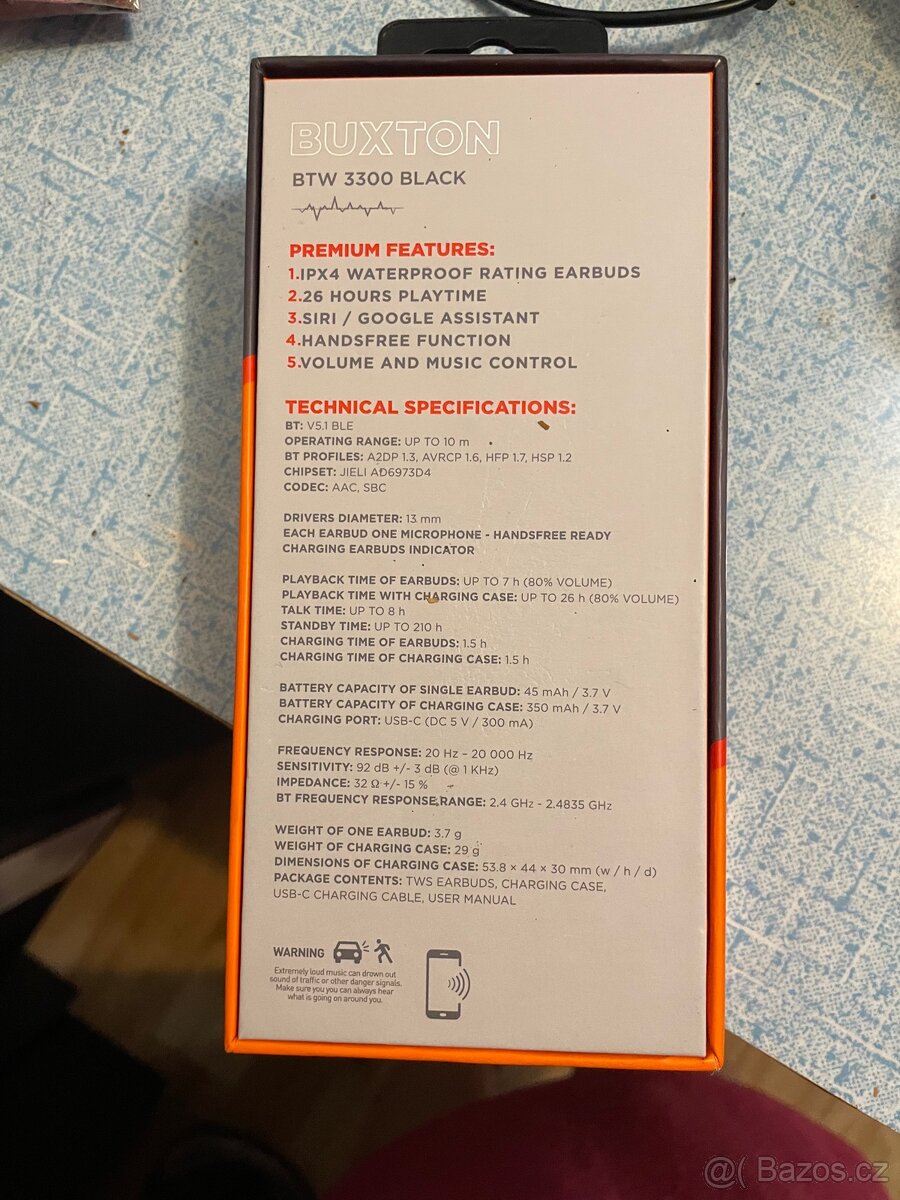 BUXTON
BTW 3300 BLACK
PREMIUM FEATURES:
1.IPX4 WATERPROOF RATING EARBUDS
2.26 HOURS PLAYTIME
3.SIRI / GOOGLE ASSISTANT
4.HANDSFREE FUNCTION
5.VOLUME AND MUSIC CONTROL
TECHNICAL SPECIFICATIONS:
BT: V5.1 BLE
OPERATING RANGE: UP TO 10 m
BT PROFILES: A2DP 1.3, AVRCP 1.6, HFP 1.7, HSP 1.2
CHIPSET: JIELI AD6973D4
CODEC: AAC, SBC
DRIVERS DIAMETER: 13 mm
EACH EARBUD ONE MICROPHONE - HANDSFREE READY
CHARGING EARBUDS INDICATOR
PLAYBACK TIME OF EARBUDS: UP TO 7 h (80% VOLUME)
PLAYBACK TIME WITH CHARGING CASE: UP TO 26 h (80% VOLUME)
TALK TIME: UP TO 8 h
STANDBY TIME: UP TO 210 h
CHARGING TIME OF EARBUDS: 1.5 h
CHARGING TIME OF CHARGING CASE: 1.5 h
BATTERY CAPACITY OF SINGLE EARBUD: 45 mAh / 3.7 V
BATTERY CAPACITY OF CHARGING CASE: 350 mAh / 3.7 V
CHARGING PORT: USB-C (DC 5 V / 300 mA)
FREQUENCY RESPONSE: 20 Hz - 20 000 Hz
SENSITIVITY: 92 dB +/- 3 dB (@ 1 KHz)
IMPEDANCE: 32 Ω +/- 15 %
BT FREQUENCY RESPONSE RANGE: 2.4 GHz - 2.4835 GHz
WEIGHT OF ONE EARBUD: 3.7 g
WEIGHT OF CHARGING CASE: 29 g
DIMENSIONS OF CHARGING CASE: 53.8 × 44 × 30 mm (w / h / d)
PACKAGE CONTENTS: TWS EARBUDS, CHARGING CASE,
USB-C CHARGING CABLE, USER MANUAL
WARNING
Extremely loud music can drown out
sound of traffic or other danger signals.
Make sure you you can always hear
what is going on around you.
@( Bazos.cz